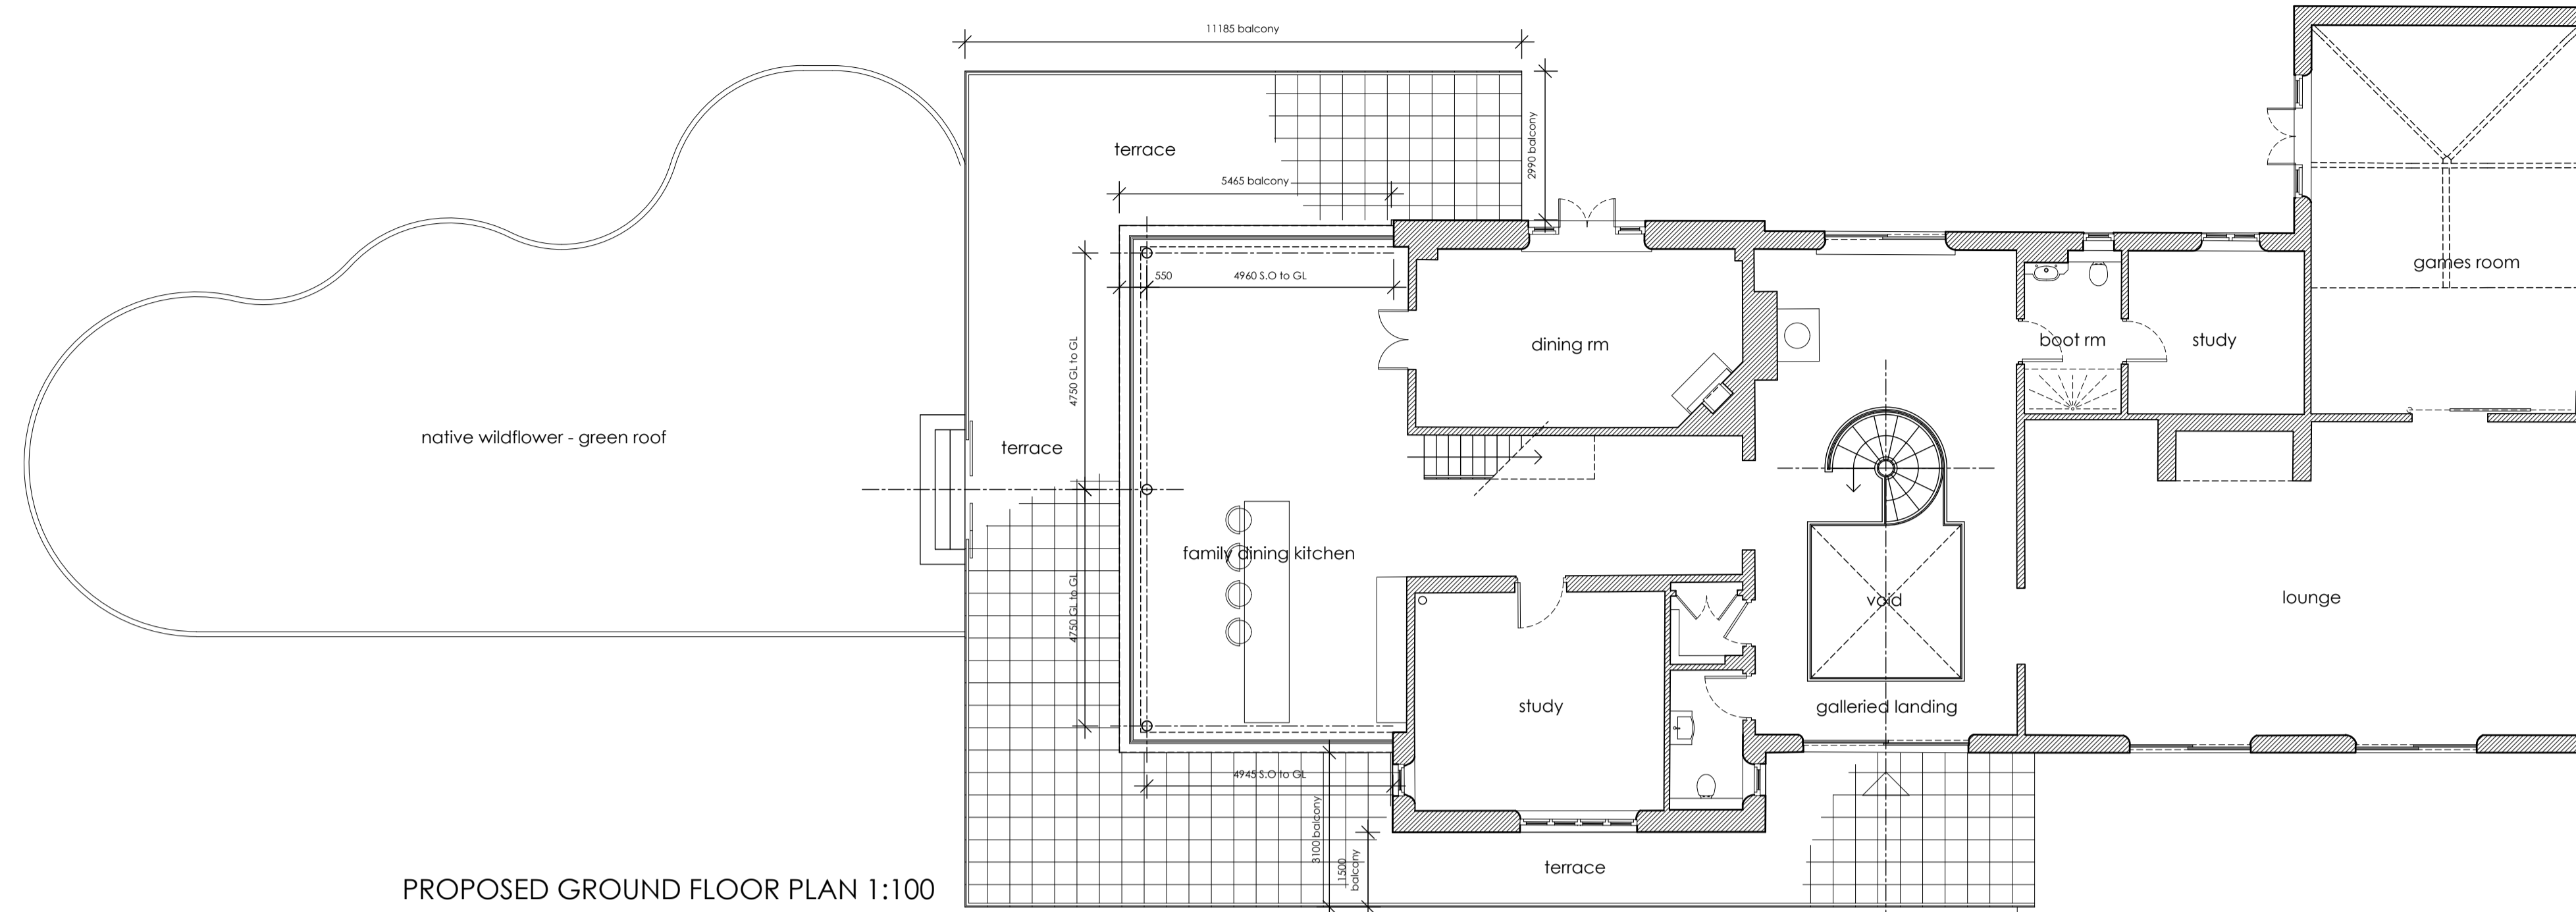 11185 balcony
2990 balcony
terrace
5465 balcony
550
4960 S.O to GL
games room
dining rm
boot rm
study
4750 GL to GL
native wildflower - green roof
terrace
family dining kitchen
4750 GL to GL
void
lounge
study
galleried landing
4945 S.O to GL
3100 balcony
1500
balcony
terrace
PROPOSED GROUND FLOOR PLAN 1:100